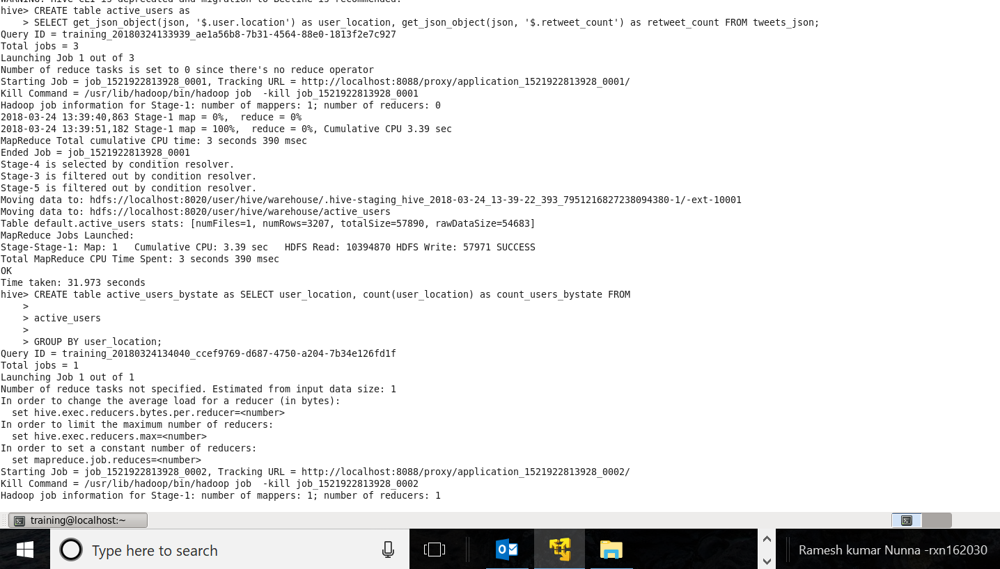 WARNING: Hive CLI is deprecated and migration to Beeline is recommended.
hive> CREATE table active_users as
    > SELECT get_json_object(json, '$.user.location') as user_location, get_json_object(json, '$.retweet_count') as retweet_count FROM tweets_json;
Query ID = training_20180324133939_ae1a56b8-7b31-4564-88e0-1813f2e7c927
Total jobs = 3
Launching Job 1 out of 3
Number of reduce tasks is set to 0 since there's no reduce operator
Starting Job = job_1521922813928_0001, Tracking URL = http://localhost:8088/proxy/application_1521922813928_0001/
Kill Command = /usr/lib/hadoop/bin/hadoop job  -kill job_1521922813928_0001
Hadoop job information for Stage-1: number of mappers: 1; number of reducers: 0
2018-03-24 13:39:40,863 Stage-1 map = 0%,  reduce = 0%
2018-03-24 13:39:51,182 Stage-1 map = 100%,  reduce = 0%, Cumulative CPU 3.39 sec
MapReduce Total cumulative CPU time: 3 seconds 390 msec
Ended Job = job_1521922813928_0001
Stage-4 is selected by condition resolver.
Stage-3 is filtered out by condition resolver.
Stage-5 is filtered out by condition resolver.
Moving data to: hdfs://localhost:8020/user/hive/warehouse/.hive-staging_hive_2018-03-24_13-39-22_393_7951216827238094380-1/-ext-10001
Moving data to: hdfs://localhost:8020/user/hive/warehouse/active_users
Table default.active_users stats: [numFiles=1, numRows=3207, totalSize=57890, rawDataSize=54683]
MapReduce Jobs Launched:
Stage-Stage-1: Map: 1   Cumulative CPU: 3.39 sec   HDFS Read: 10394870 HDFS Write: 57971 SUCCESS
Total MapReduce CPU Time Spent: 3 seconds 390 msec
OK
Time taken: 31.973 seconds
hive> CREATE table active_users_bystate as SELECT user_location, count(user_location) as count_users_bystate FROM
    >
    > active_users
    >
    > GROUP BY user_location;
Query ID = training_20180324134040_ccef9769-d687-4750-a204-7b34e126fd1f
Total jobs = 1
Launching Job 1 out of 1
Number of reduce tasks not specified. Estimated from input data size: 1
In order to change the average load for a reducer (in bytes):
  set hive.exec.reducers.bytes.per.reducer=<number>
In order to limit the maximum number of reducers:
  set hive.exec.reducers.max=<number>
In order to set a constant number of reducers:
  set mapreduce.job.reduces=<number>
Starting Job = job_1521922813928_0002, Tracking URL = http://localhost:8088/proxy/application_1521922813928_0002/
Kill Command = /usr/lib/hadoop/bin/hadoop job  -kill job_1521922813928_0002
Hadoop job information for Stage-1: number of mappers: 1; number of reducers: 1
training@localhost:~
Type here to search
Ramesh kumar Nunna -rxn162030